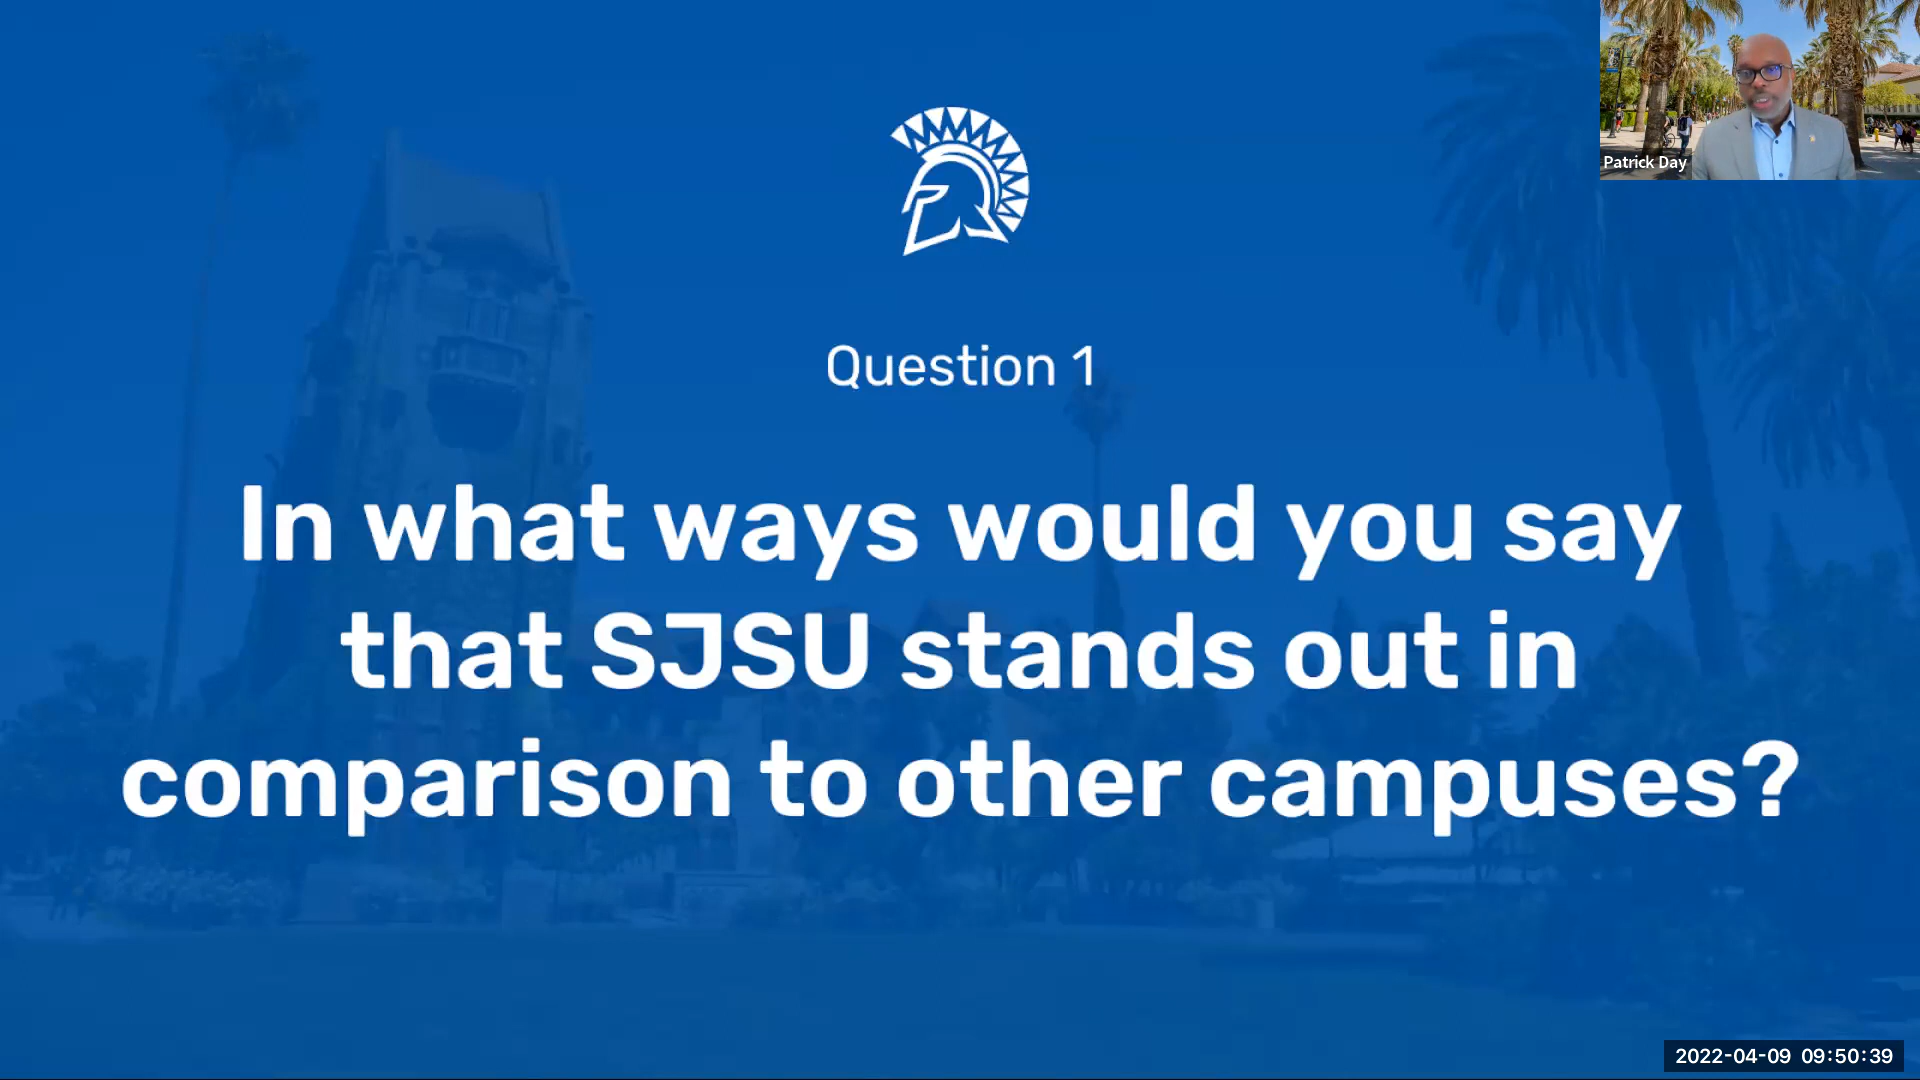 Patrick Day
Question 1
In what ways would you say
that SJSU stands out in
comparison to other campuses?
2022-04-09 09:50:39